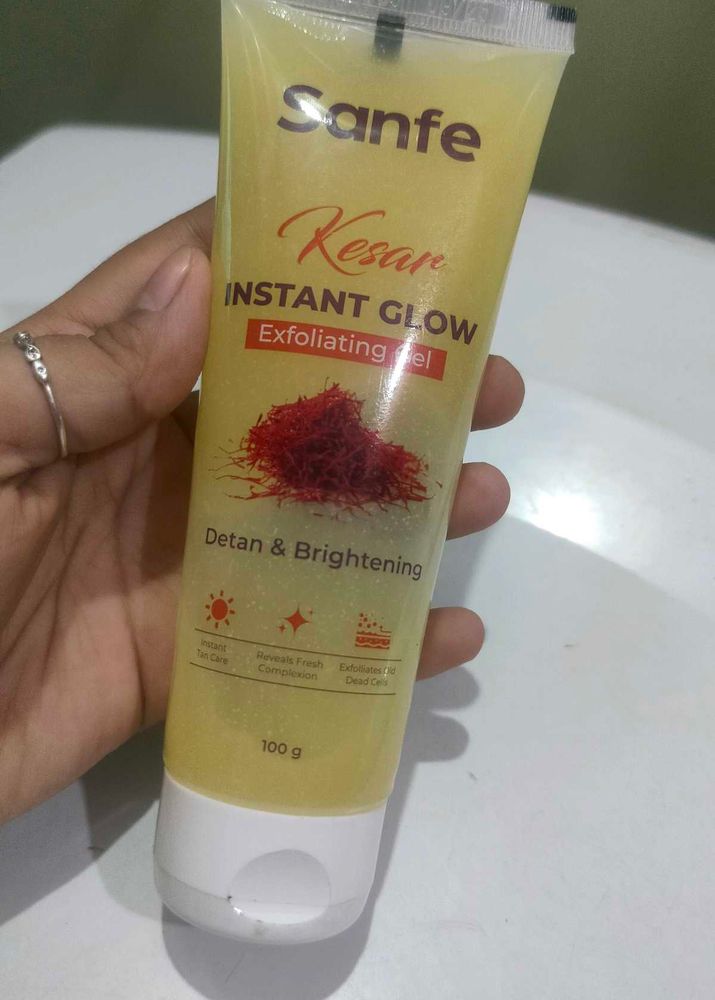 Sanfe
Kesar
INSTANT GLOW
Exfoliating Gel
Detan & Brightening
Instant
Tan Care
Reveals Fresh
Complexion
Exfoliates Old
Dead Cells
100 g